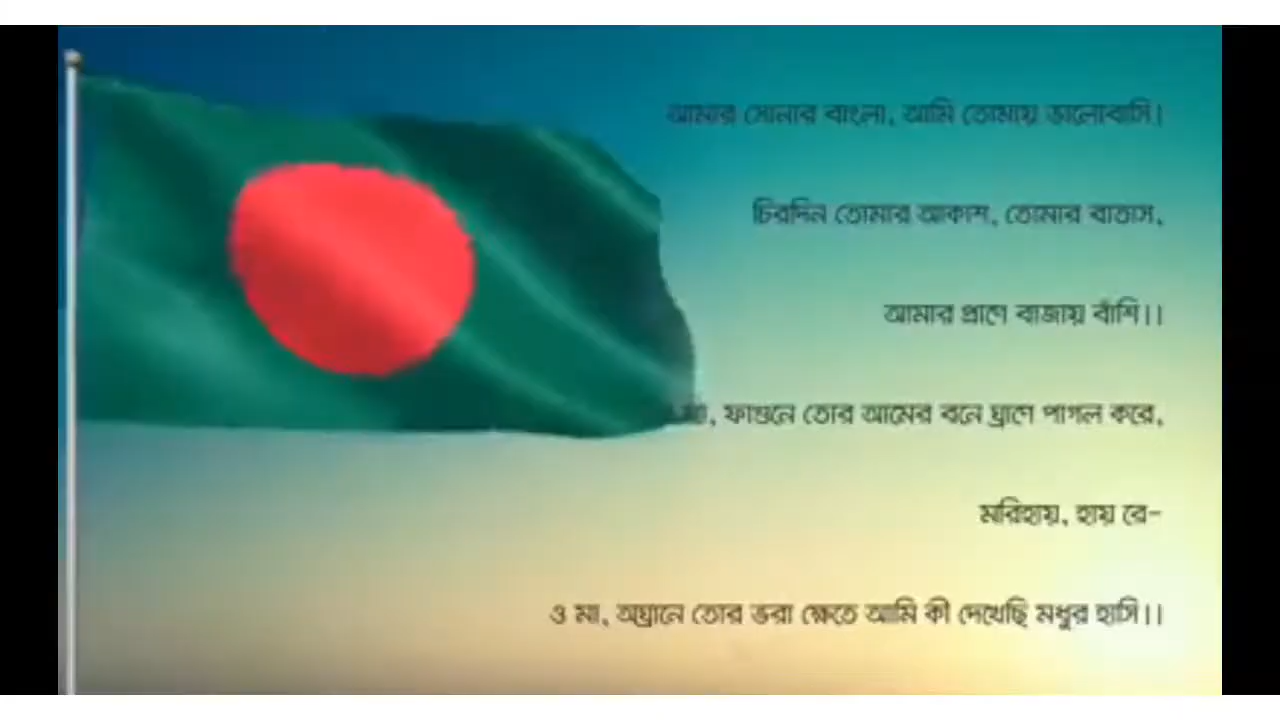 আমার সোনার বাংলা, আমি তোমায় ভালোবাসি।
চিরদিন তোমার আকাশ, তোমার বাতাস,
আমার প্রাণে বাজায় বাঁশি।।
মা, ফাগুনে তোর আমের বনে ঘ্রাণে পাগল করে,
মরিহায়, হায় রে-
ও মা, অঘ্রানে তোর ভরা ক্ষেতে আমি কী দেখেছি মধুর হাসি।।